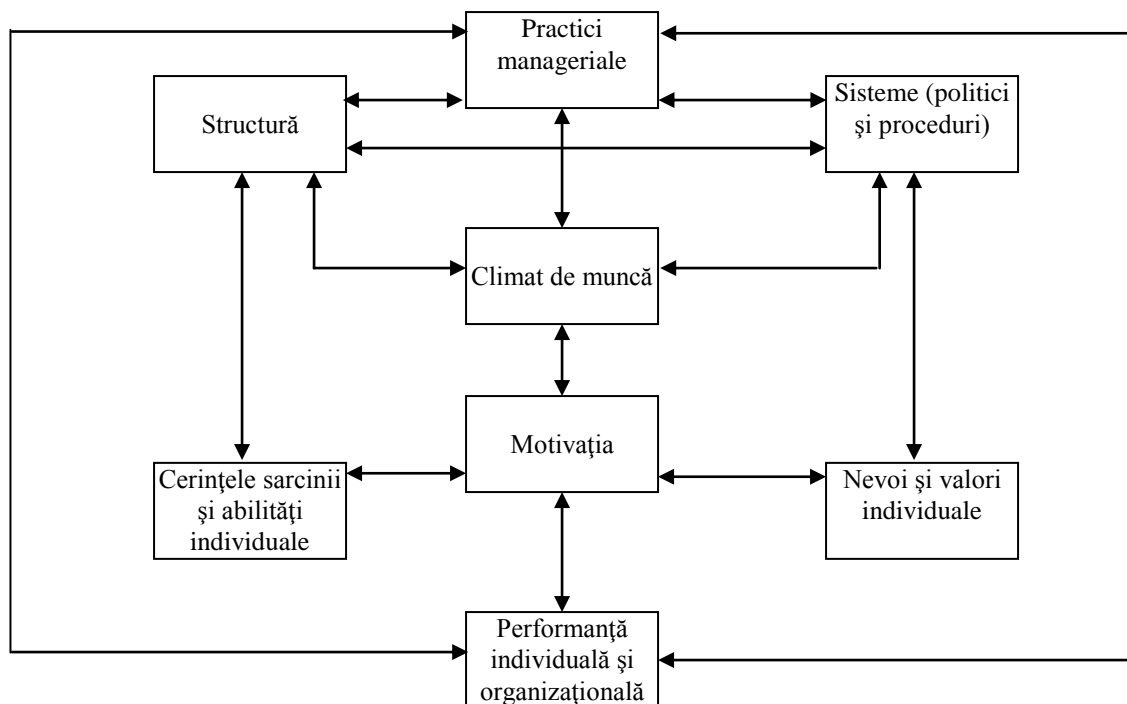 Practici
manageriale
Structură
Sisteme (politici
şi proceduri)
Climat de muncă
Motivaţia
Cerinţele sarcinii
şi abilităţi
individuale
Nevoi şi valori
individuale
Performanţă
individuală şi
organizaţională